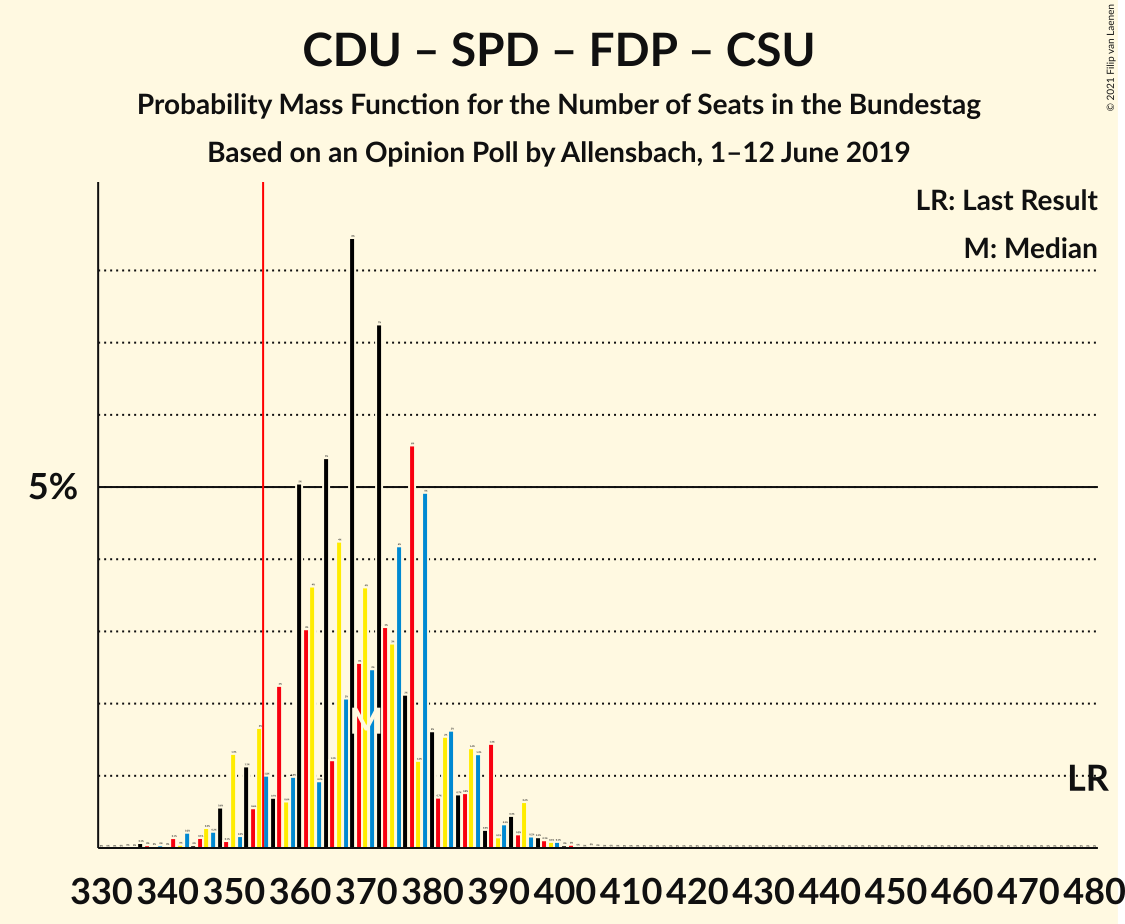 CDU – SPD – FDP – CSU
Probability Mass Function for the Number of Seats in the Bundestag
Based on an Opinion Poll by Allensbach, 1–12 June 2019
© 2021 Filip van Laenen
LR: Last Result
M: Median
5%
M
LR
330 340 350 360 370 380 390 400 410 420 430 440 450 460 470 480